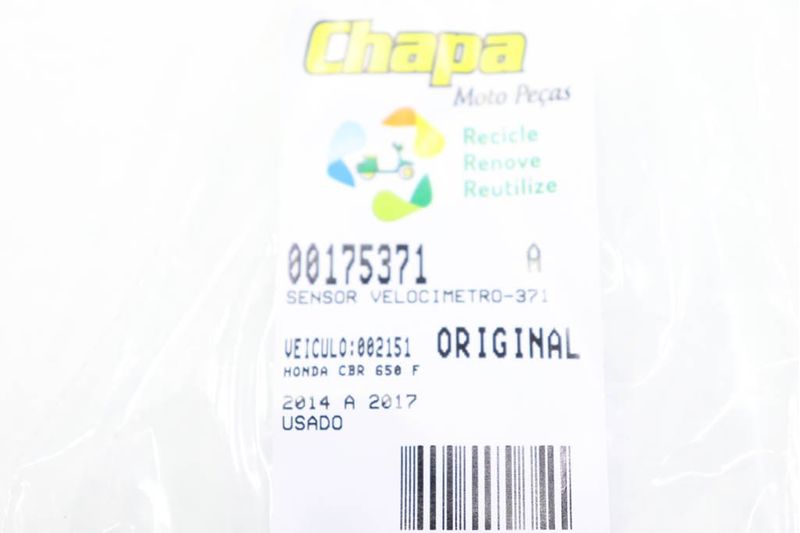 Chapa
Moto Peças
Recicle
Renove
Reutilize
00175371 A
SENSOR VELOCIMETRO-371
VEICULO:002151 ORIGINAL
HONDA CBR 650 F
2014 A 2017
USADO